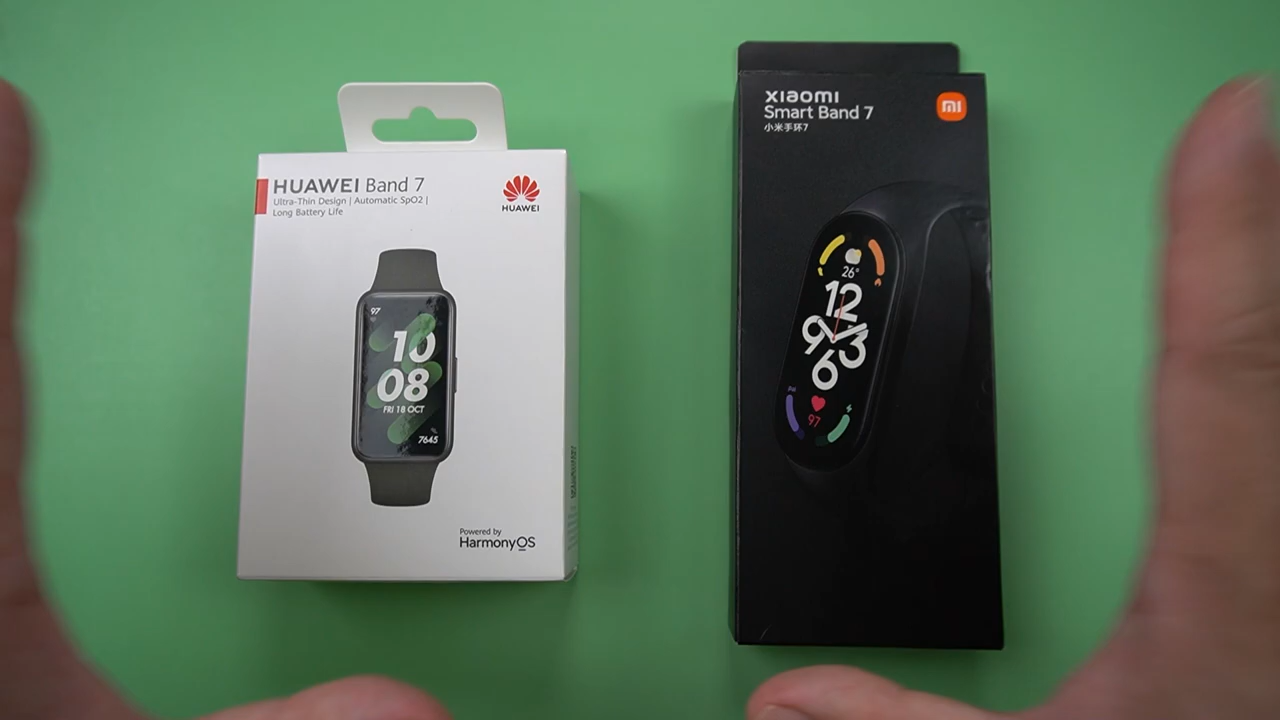 HUAWEI Band 7
Ultra-Thin Design | Automatic SpO2 |
Long Battery Life
HUAWEI
97
10
08
FRI 18 OCT
7645
Powered by
HarmonyOS
xiaomi
Smart Band 7
小米手环7
mi
26°
12
9
3
6
97